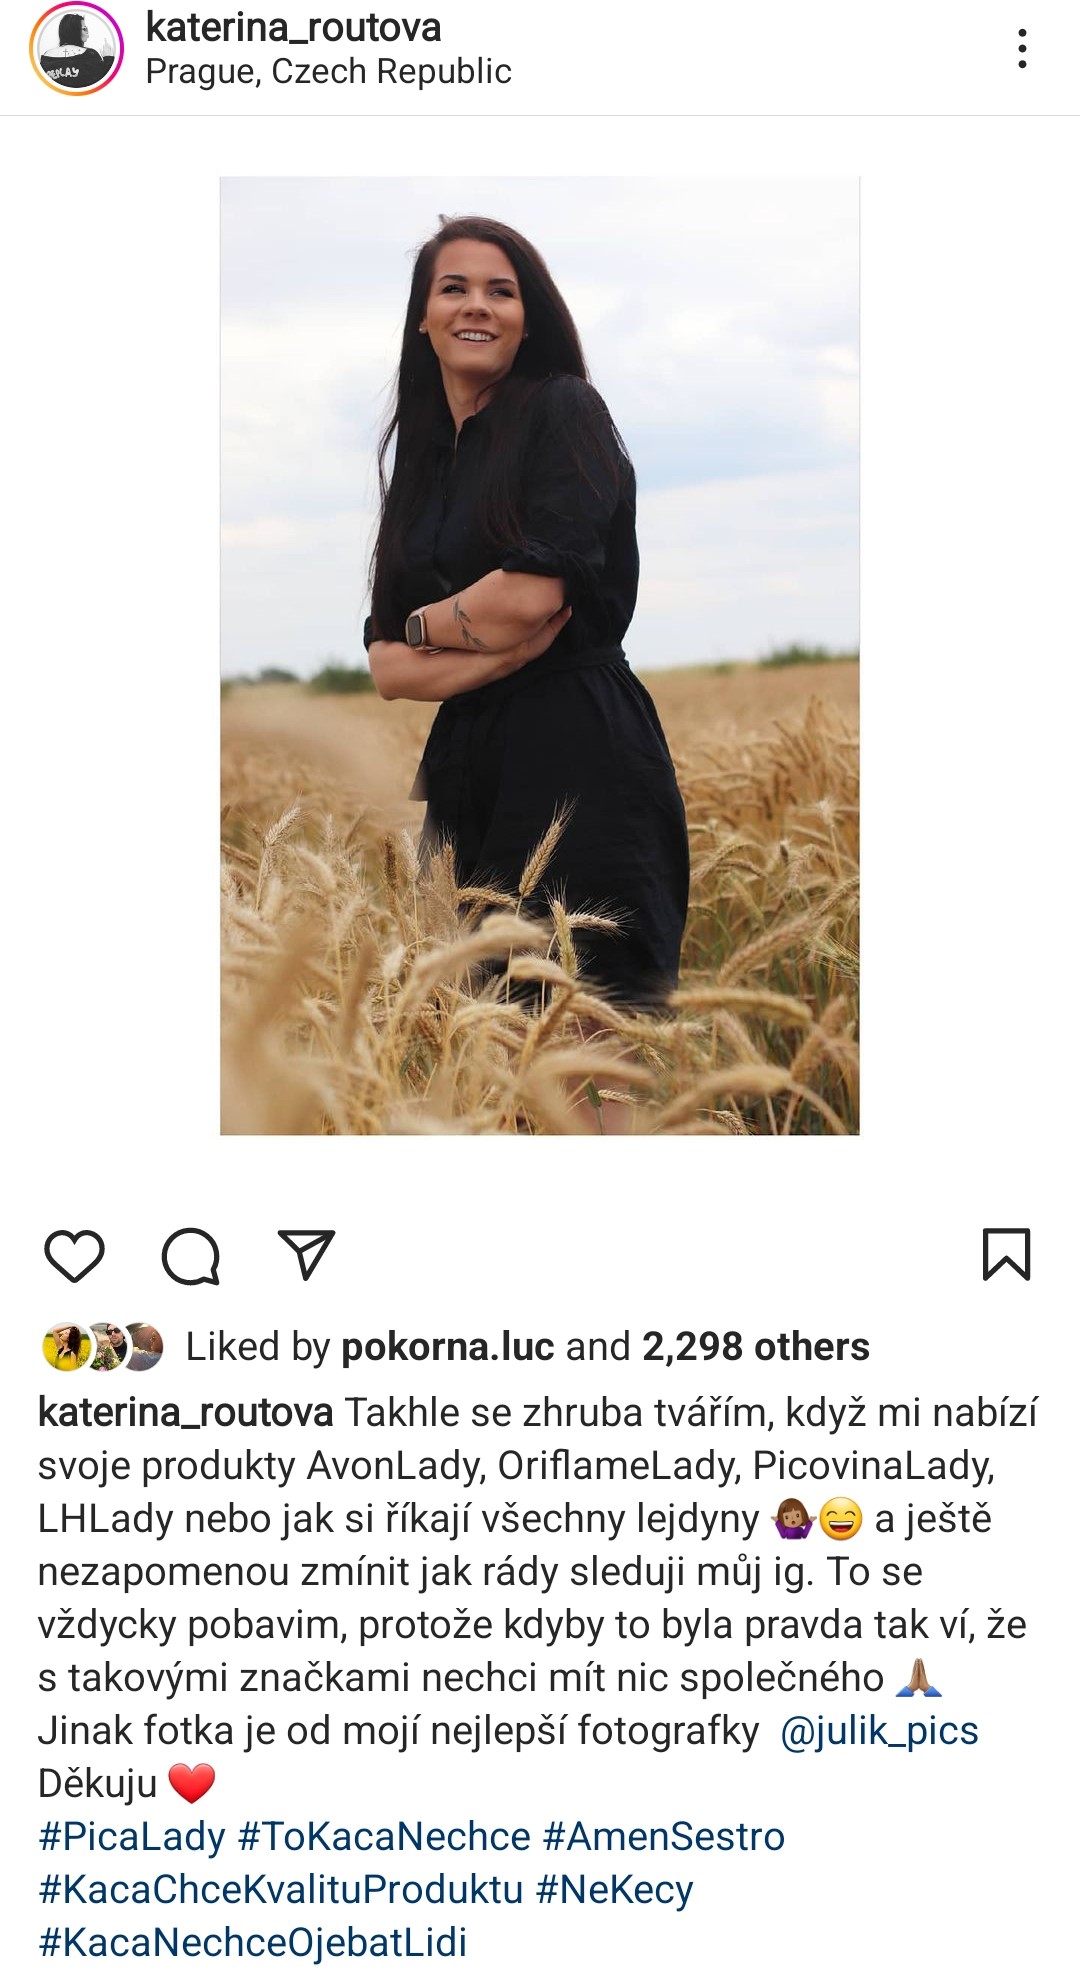 katerina_routova
Prague, Czech Republic
Liked by pokorna.luc and 2,298 others
katerina_routova Takhle se zhruba tvářím, když mi nabízí
svoje produkty AvonLady, OriflameLady, PicovinaLady,
LHLady nebo jak si říkají všechny lejdyny 🤷🏽‍♀️😄 a ještě
nezapomenou zmínit jak rády sleduji můj ig. To se
vždycky pobavim, protože kdyby to byla pravda tak ví, že
s takovými značkami nechci mít nic společného 🙏🏽
Jinak fotka je od mojí nejlepší fotografky @julik_pics
Děkuju ❤️
#PicaLady #ToKacaNechce #AmenSestro
#KacaChceKvalituProduktu #NeKecy
#KacaNechceOjebatLidi